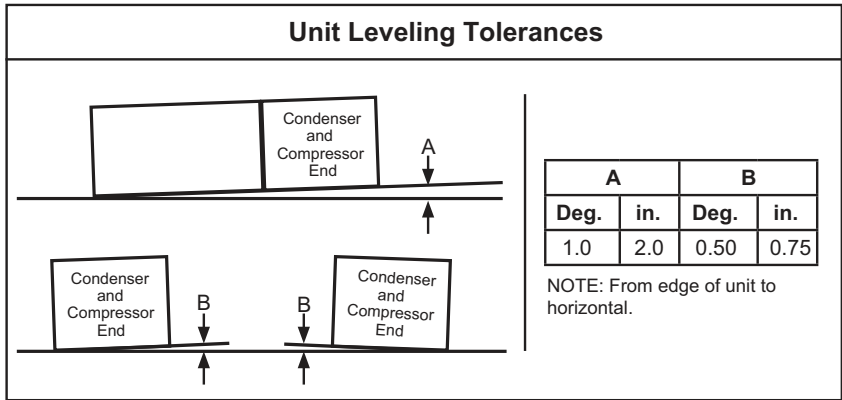 Unit Leveling Tolerances
Condenser
and
Compressor
End
A
Condenser
and
Compressor
End
B
B
Condenser
and
Compressor
End
A B
Deg. in. Deg. in.
1.0 2.0 0.50 0.75
NOTE: From edge of unit to
horizontal.